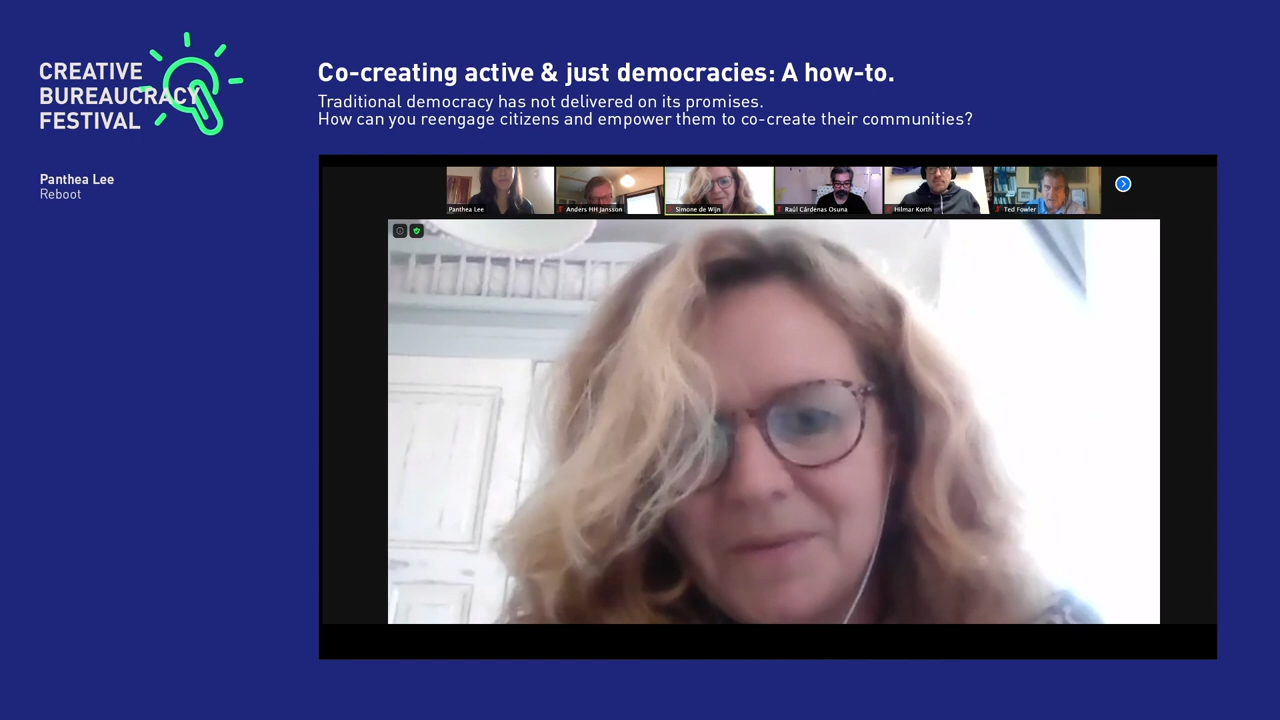 CREATIVE
BUREAUCRACY
FESTIVAL
Panthea Lee
Reboot
Co-creating active & just democracies: A how-to.
Traditional democracy has not delivered on its promises.
How can you reengage citizens and empower them to co-create their communities?
Panthea Lee
Anders HH Jansson
Simone de Wijn
Raúl Cárdenas Osuna
Hilmar Korth
Ted Fowler